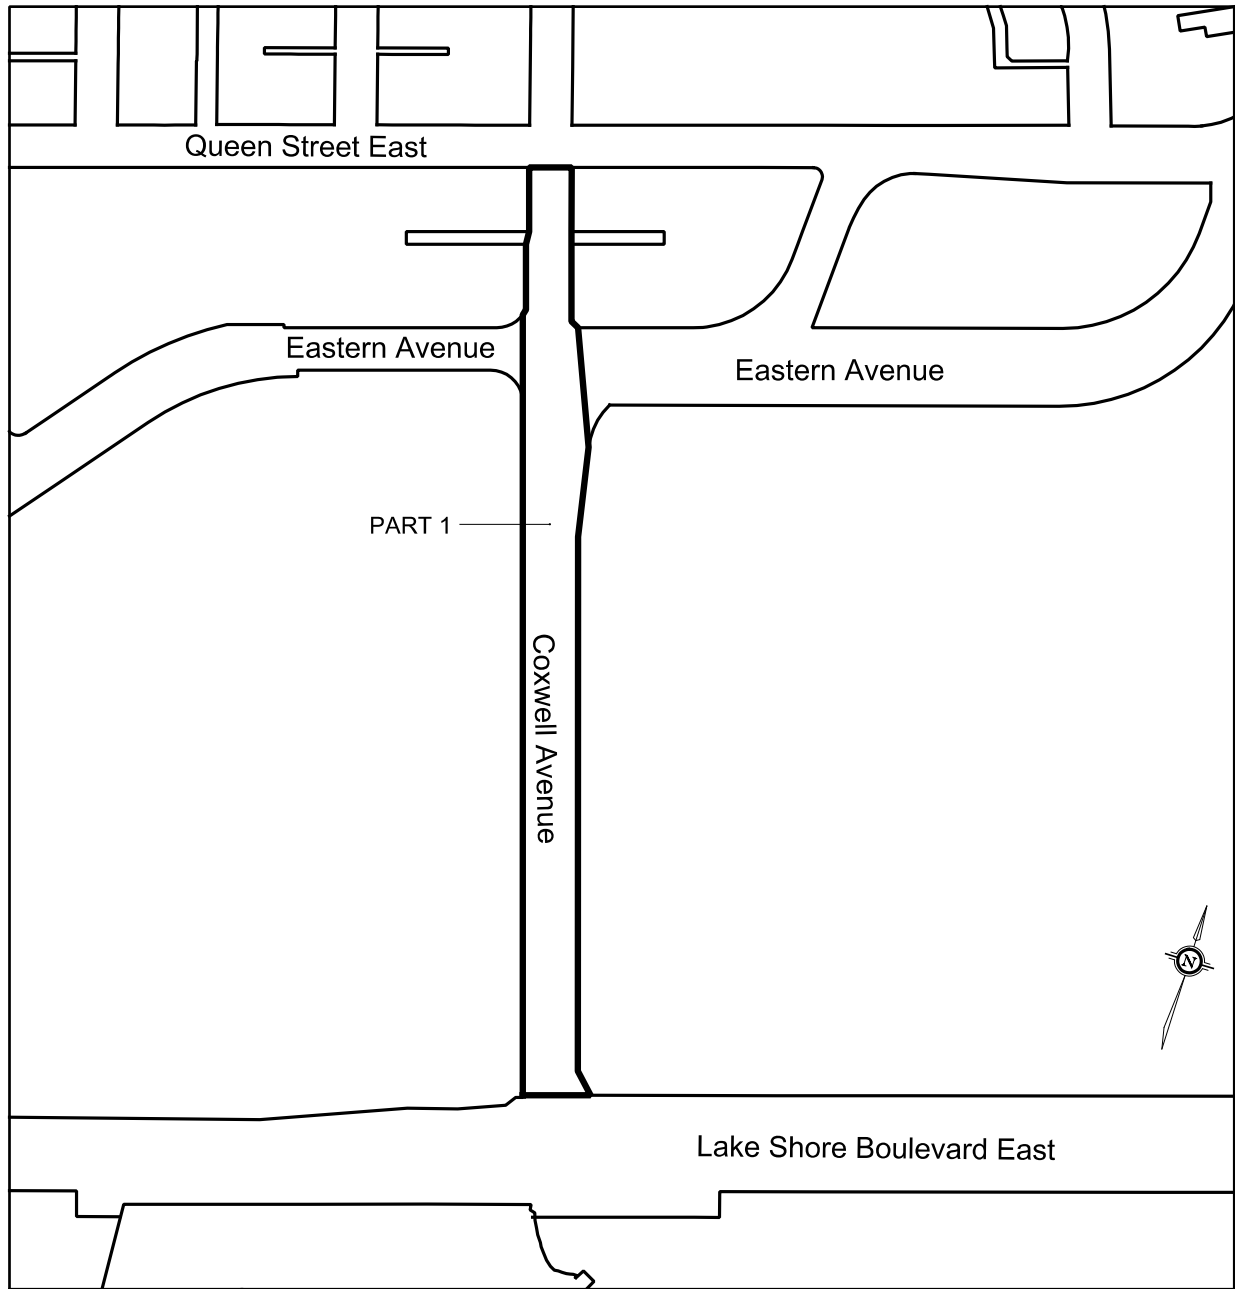 Queen Street East
Eastern Avenue
Eastern Avenue
PART 1
Coxwell Avenue
N
Lake Shore Boulevard East